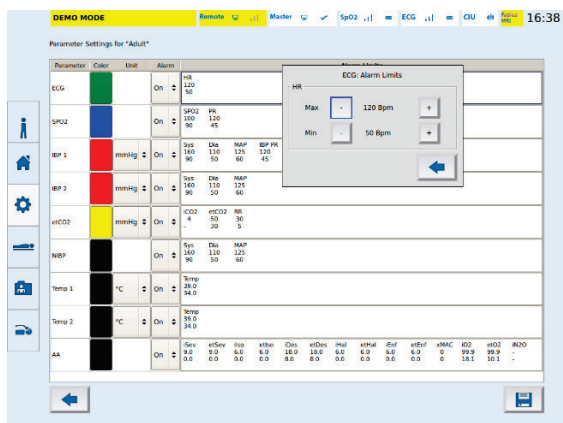 DEMO MODE Remote Master SpO2 ECG CIU Patros MRI 16:38
Parameter Settings for "Adult"
Parameter Color Unit Alarm Alarm Limits
ECG On HR
120
50
SPO2 On SPO2 PR
100 120
90 45
IBP 1 mmHg On Sys Dia MAP IBP PR
160 110 125 120
90 50 60 45
IBP 2 mmHg On Sys Dia MAP
160 110 125
90 50 60
etCO2 mmHg On iCO2 etCO2 RR
4 50 30
- 30 5
NIBP On Sys Dia MAP
160 110 125
90 50 60
Temp 1 °C On Temp
39.0
34.0
Temp 2 °C On Temp
39.0
34.0
AA On iSev etSev iIso etIso iDes etDes iHal etHal iEnf etEnf xMAC iO2 etO2 iN2O
9.0 9.0 6.0 6.0 18.0 18.0 6.0 6.0 6.0 6.0 0 99.9 99.9 -
0.0 0.0 0.0 0.0 8.0 8.0 0.0 0.0 0.0 0.0 0 18.1 10.1 -
ECG: Alarm Limits
HR
Max - 120 Bpm +
Min - 50 Bpm +